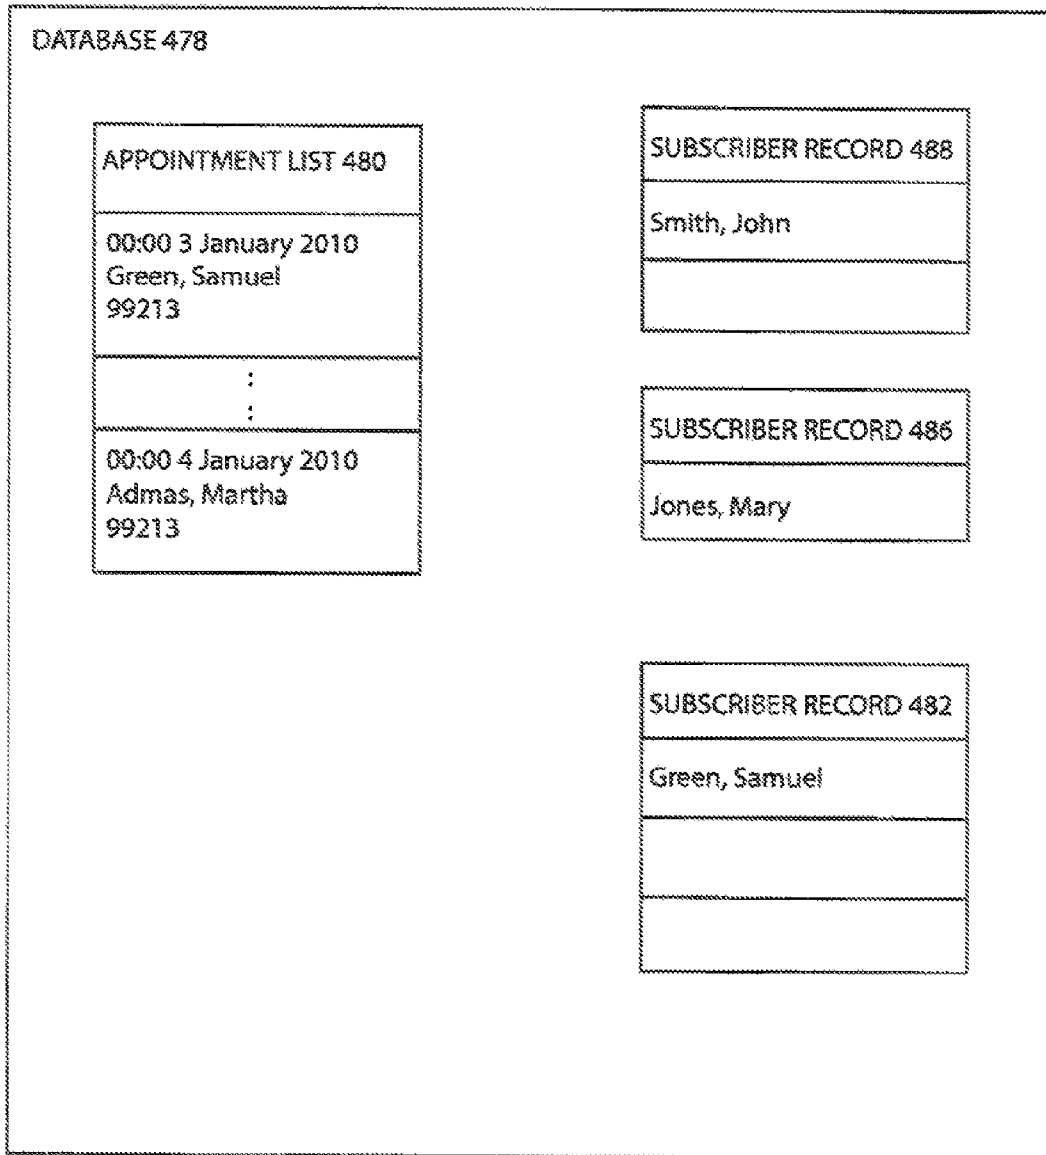 DATABASE 478
APPOINTMENT LIST 480
00:00 3 January 2010
Green, Samuel
99213
:
:
00:00 4 January 2010
Admas, Martha
99213
SUBSCRIBER RECORD 488
Smith, John
SUBSCRIBER RECORD 486
Jones, Mary
SUBSCRIBER RECORD 482
Green, Samuel